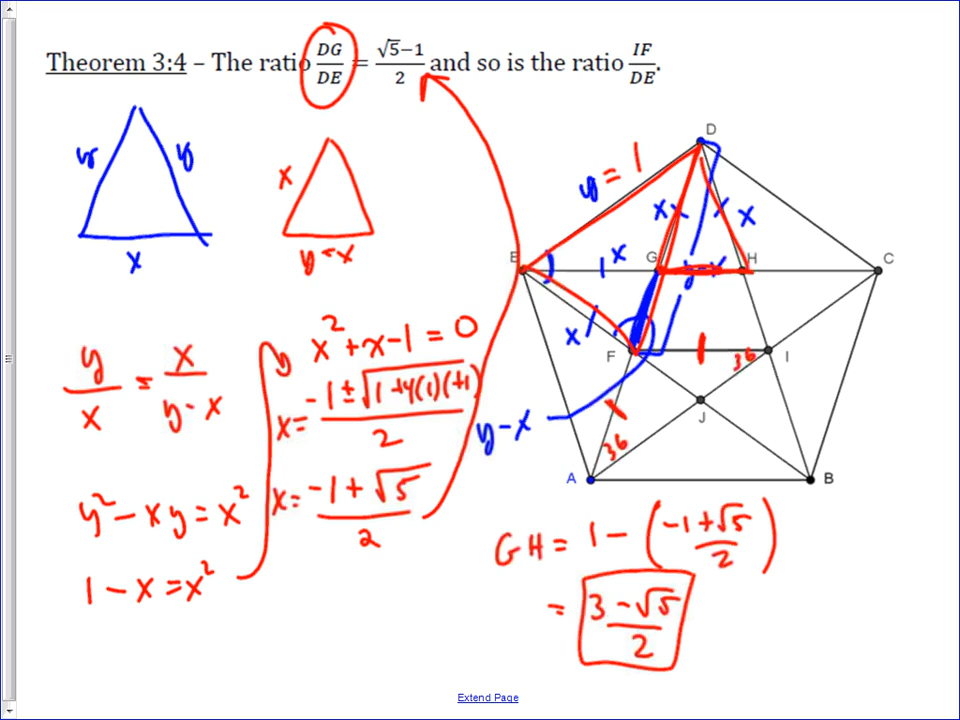 Theorem 3:4 – The ratio DG/DE = (√5−1)/2 and so is the ratio IF/DE.
y y
x
x
y-x
D
y = 1
x x x x
E 1 x G y-x H C
x
F 1 36 I
y-x
1
J
36
A B
y/x = x/(y-x)
y² - xy = x²
1 - x = x²
x² + x - 1 = 0
x = (-1 ± √(1+4(1)(+1)))/2
x = (-1 + √5)/2
GH = 1 - ((-1+√5)/2)
= (3-√5)/2
Extend Page